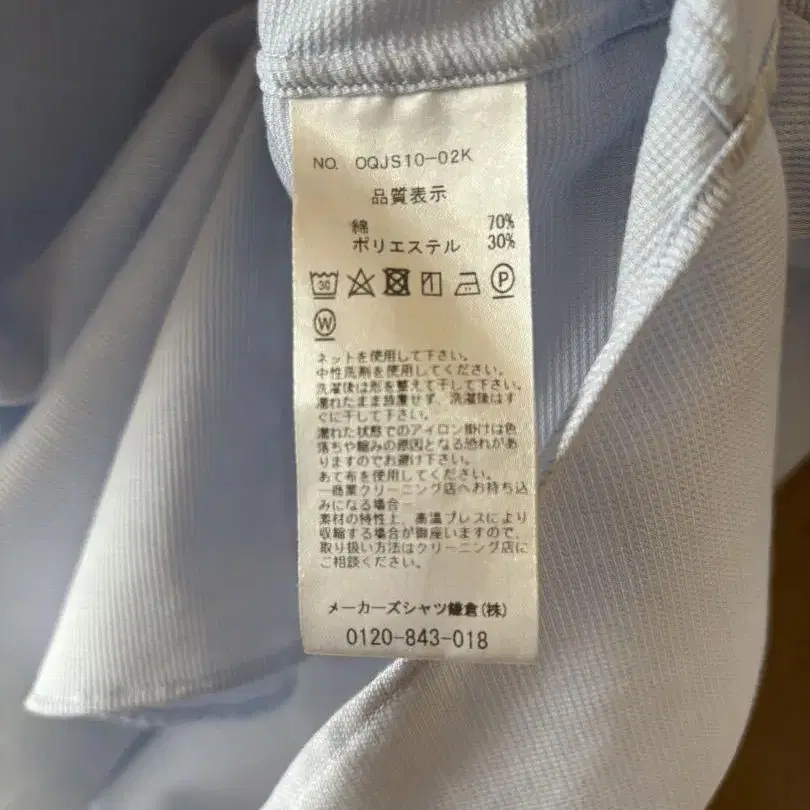 NO. OQJS10-02K
品質表示
綿 70%
ポリエステル 30%
30 P
W
ネットを使用して下さい。
中性洗剤を使用してください。
洗濯後は形を整えて干して下さい。
濡れたまま放置せず、洗濯後はす
ぐに干して下さい。
濡れた状態でのアイロン掛けは色
落ちや縮みの原因となる恐れがあ
りますのでお避け下さい。
あて布を使用してください。
―商業クリーニング店へお持ち込
みになる場合―
素材の特性上、高温プレスにより
収縮する場合が御座いますので、
取り扱い方法はクリーニング店に
ご相談ください。
メーカーズシャツ鎌倉(株)
0120-843-018